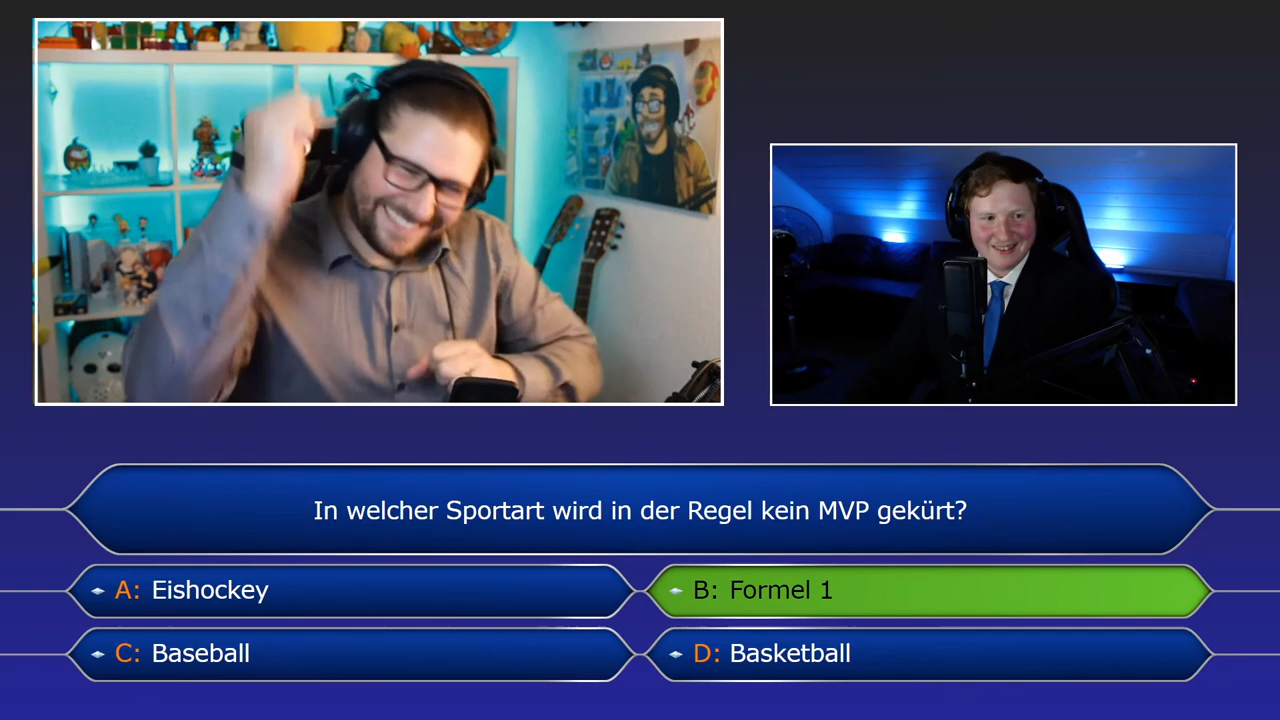 In welcher Sportart wird in der Regel kein MVP gekürt?
A: Eishockey
B: Formel 1
C: Baseball
D: Basketball